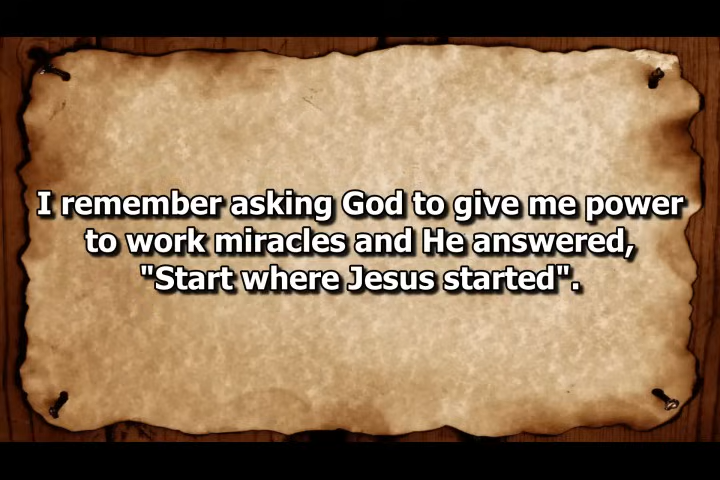 I remember asking God to give me power
to work miracles and He answered,
"Start where Jesus started".